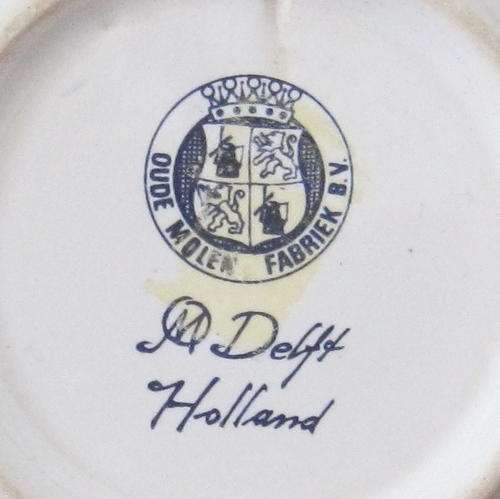 OUDE MOLEN FABRIEK B.V.
M Delft
Holland